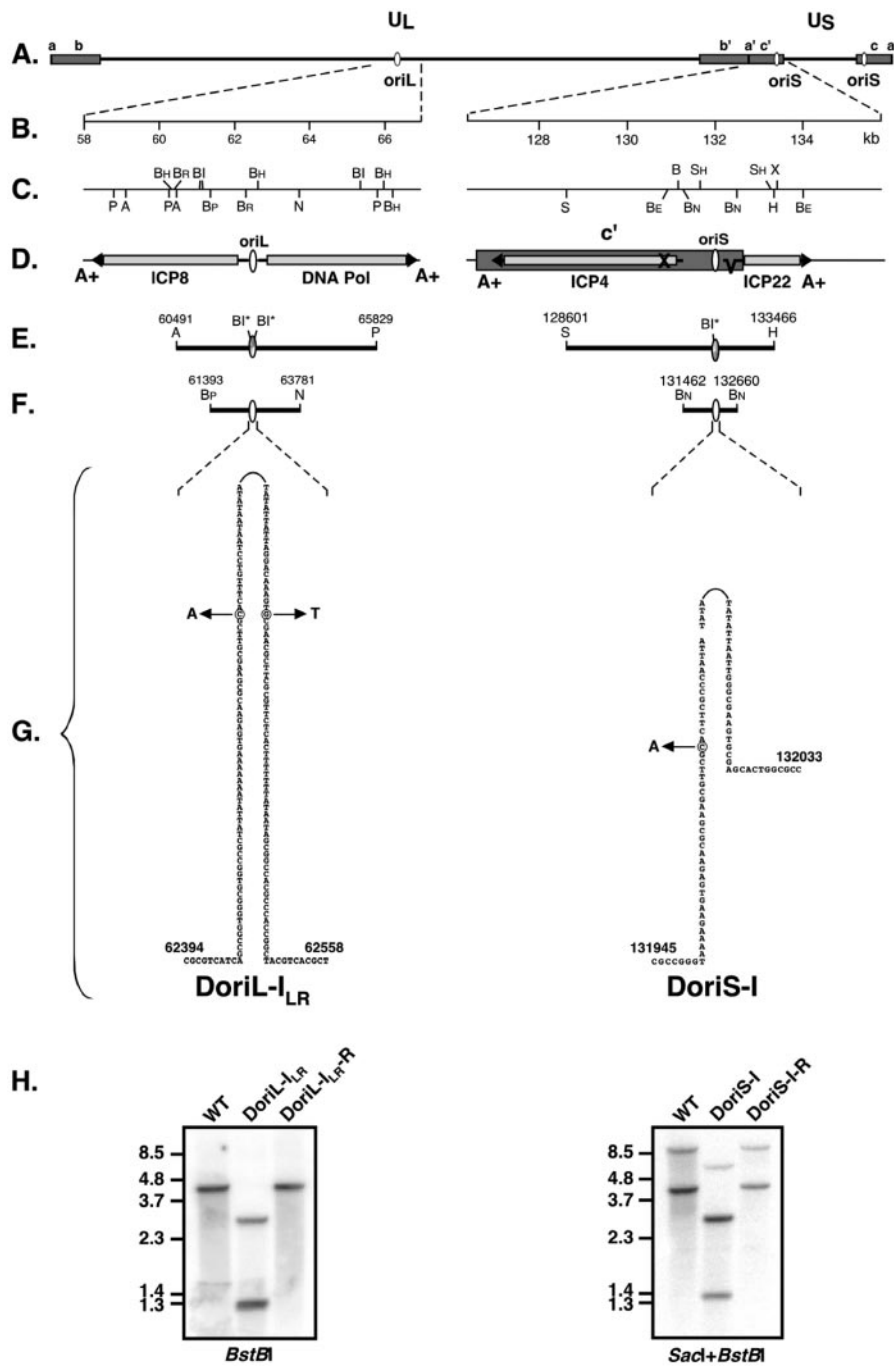 UL US
A. a b b' a' c' c a
oriL oriS oriS
B. 58 60 62 64 66 128 130 132 134 kb
C. BH BR BI BH BI BH B SH SH X
P A PA BP BR N P BH S BE BN BN H BE
D. oriL c' oriS
A+ ICP8 DNA Pol A+ A+ ICP4 X ICP22 A+
E. 60491 BI* BI* 65829 128601 BI* 133466
A P S H
F. 61393 63781 131462 132660
BP N BN BN
G.
A C G T
A C
132033
AGCACTGGCGCC
62394 62558 131945
CGCGTCATCA TACGTCACGCT CGCCGGGT
DoriL-ILR DoriS-I
H.
WT DoriL-ILR DoriL-ILR-R WT DoriS-I DoriS-I-R
8.5 8.5
4.8 4.8
3.7 3.7
2.3 2.3
1.4 1.4
1.3 1.3
BstBI SacI+BstBI